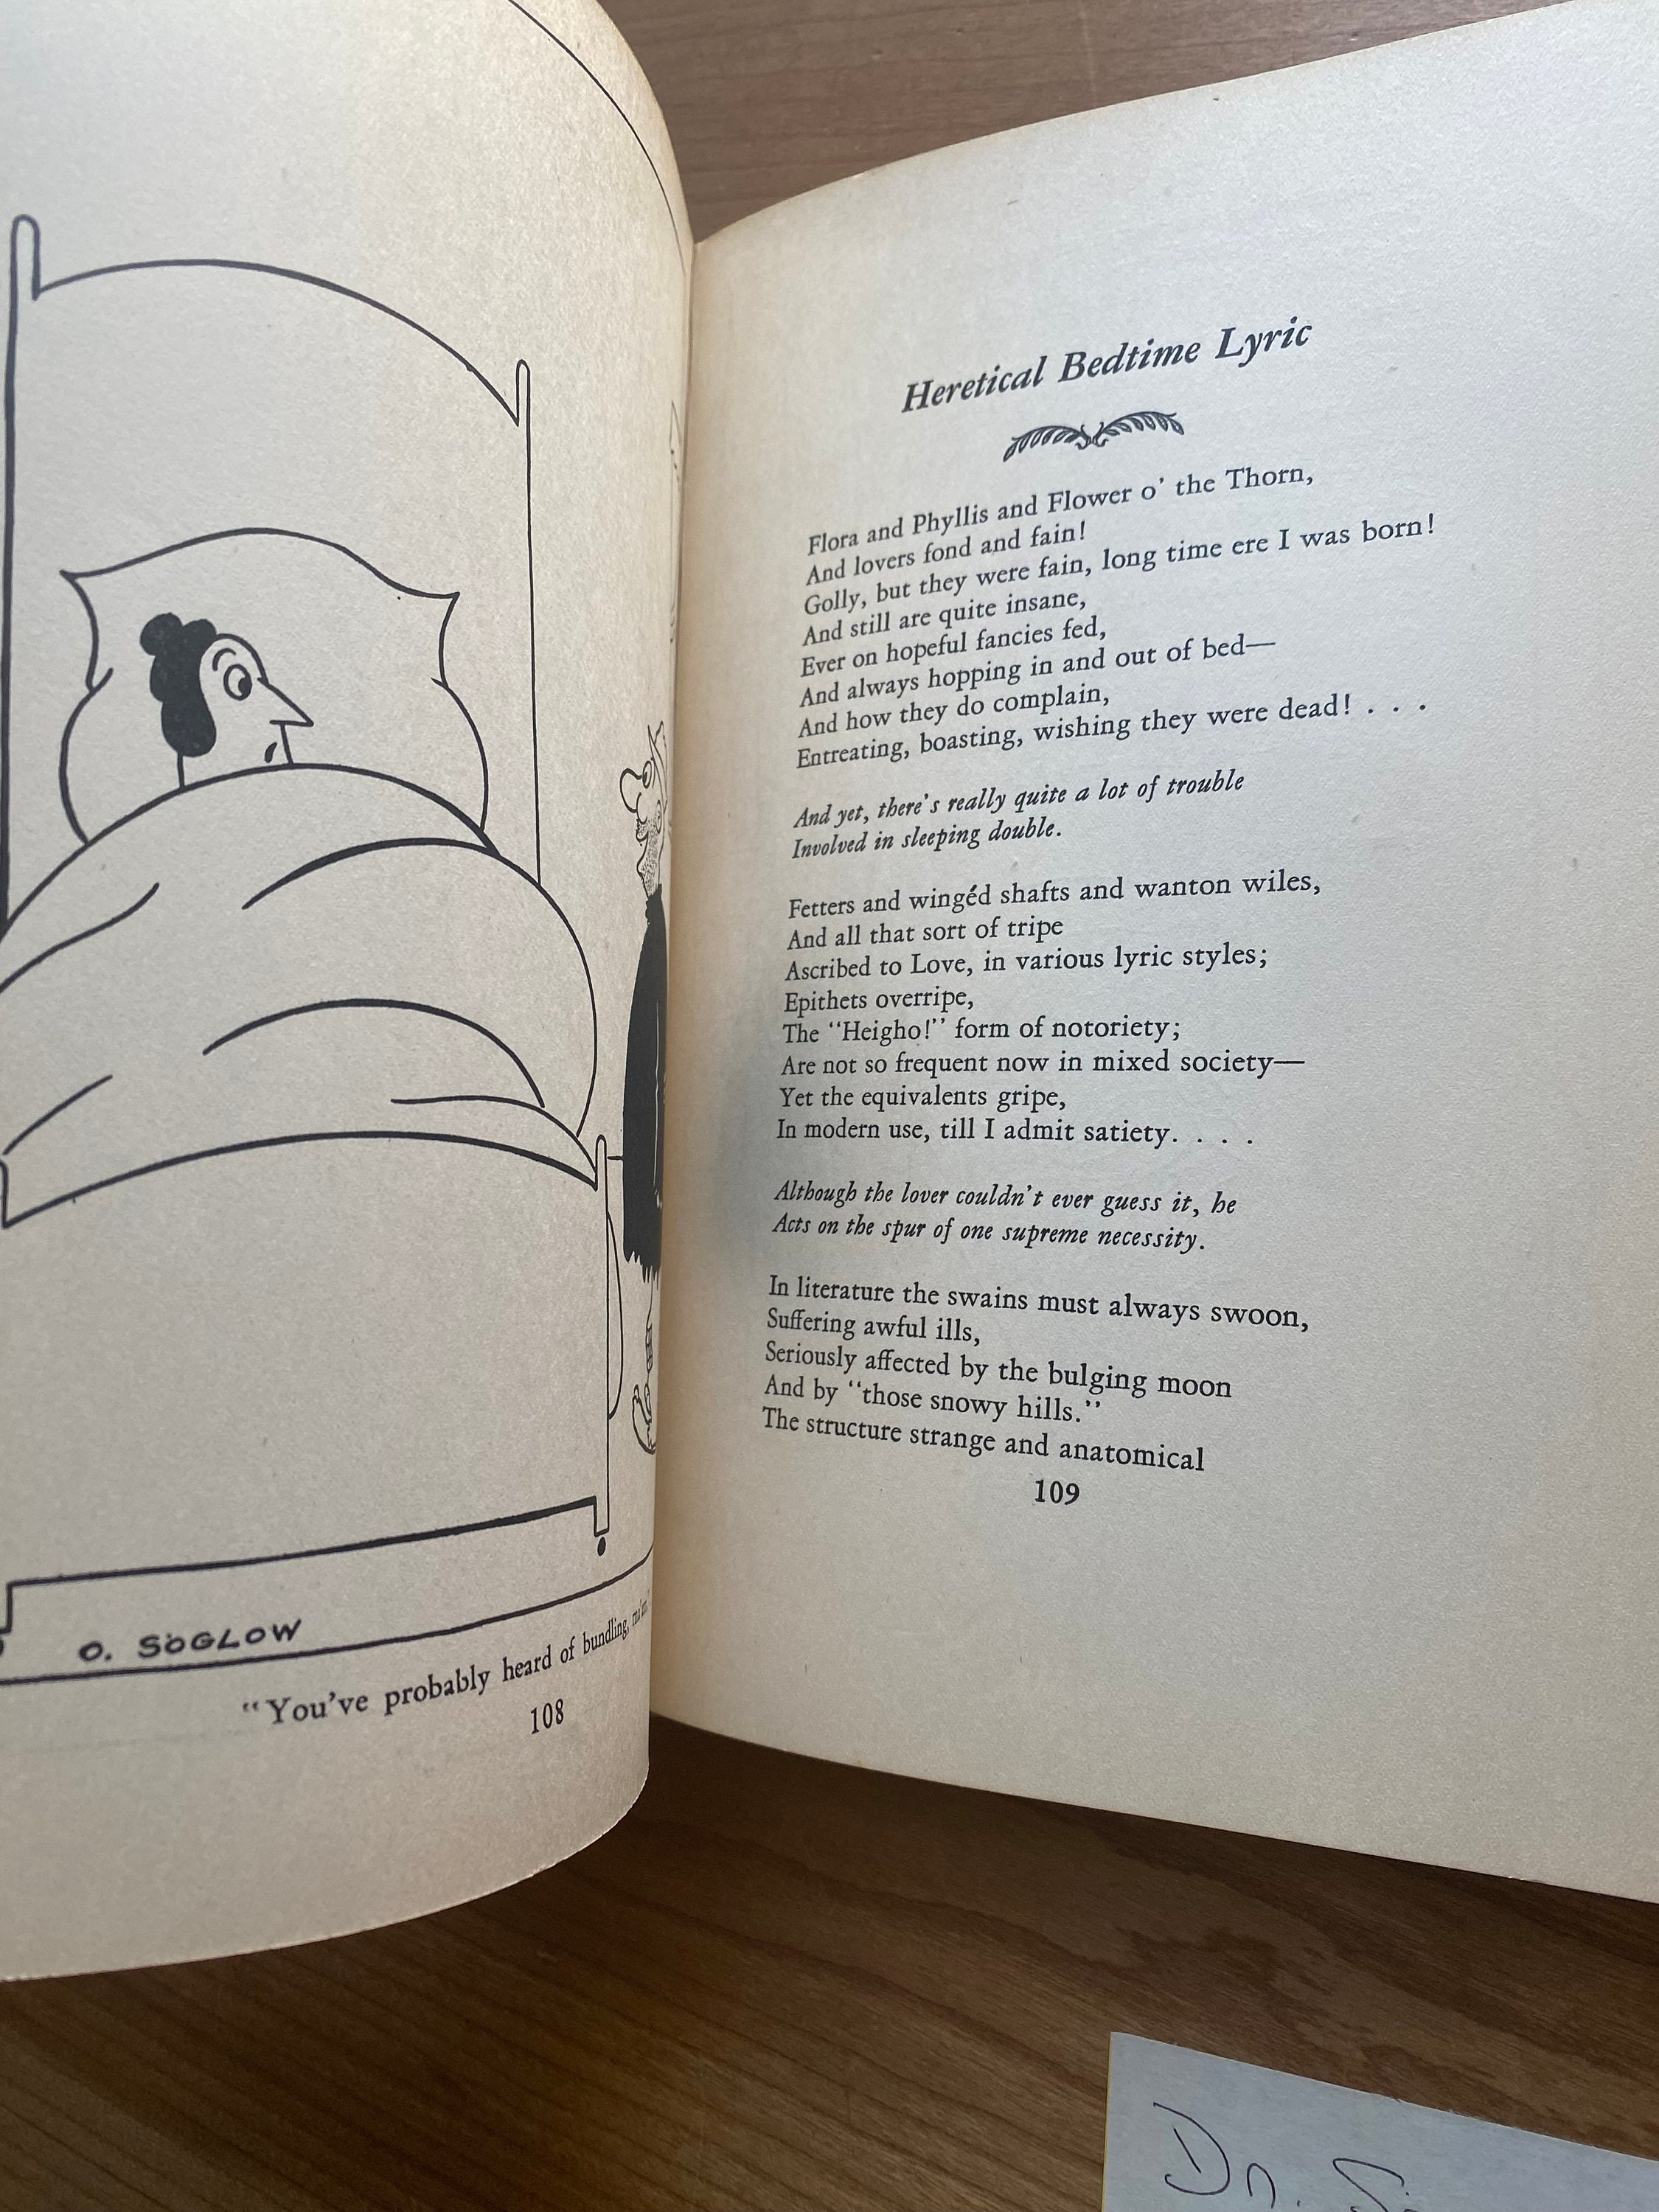 O. SOGLOW
"You've probably heard of bundling, ma'am."
108
Heretical Bedtime Lyric
Flora and Phyllis and Flower o' the Thorn,
And lovers fond and fain!
Golly, but they were fain, long time ere I was born!
And still are quite insane,
Ever on hopeful fancies fed,
And always hopping in and out of bed—
And how they do complain,
Entreating, boasting, wishing they were dead! . . .
And yet, there's really quite a lot of trouble
Involved in sleeping double.
Fetters and wingéd shafts and wanton wiles,
And all that sort of tripe
Ascribed to Love, in various lyric styles;
Epithets overripe,
The "Heigho!" form of notoriety;
Are not so frequent now in mixed society—
Yet the equivalents gripe,
In modern use, till I admit satiety. . . .
Although the lover couldn't ever guess it, he
Acts on the spur of one supreme necessity.
In literature the swains must always swoon,
Suffering awful ills,
Seriously affected by the bulging moon
And by "those snowy hills."
The structure strange and anatomical
109
Dr.